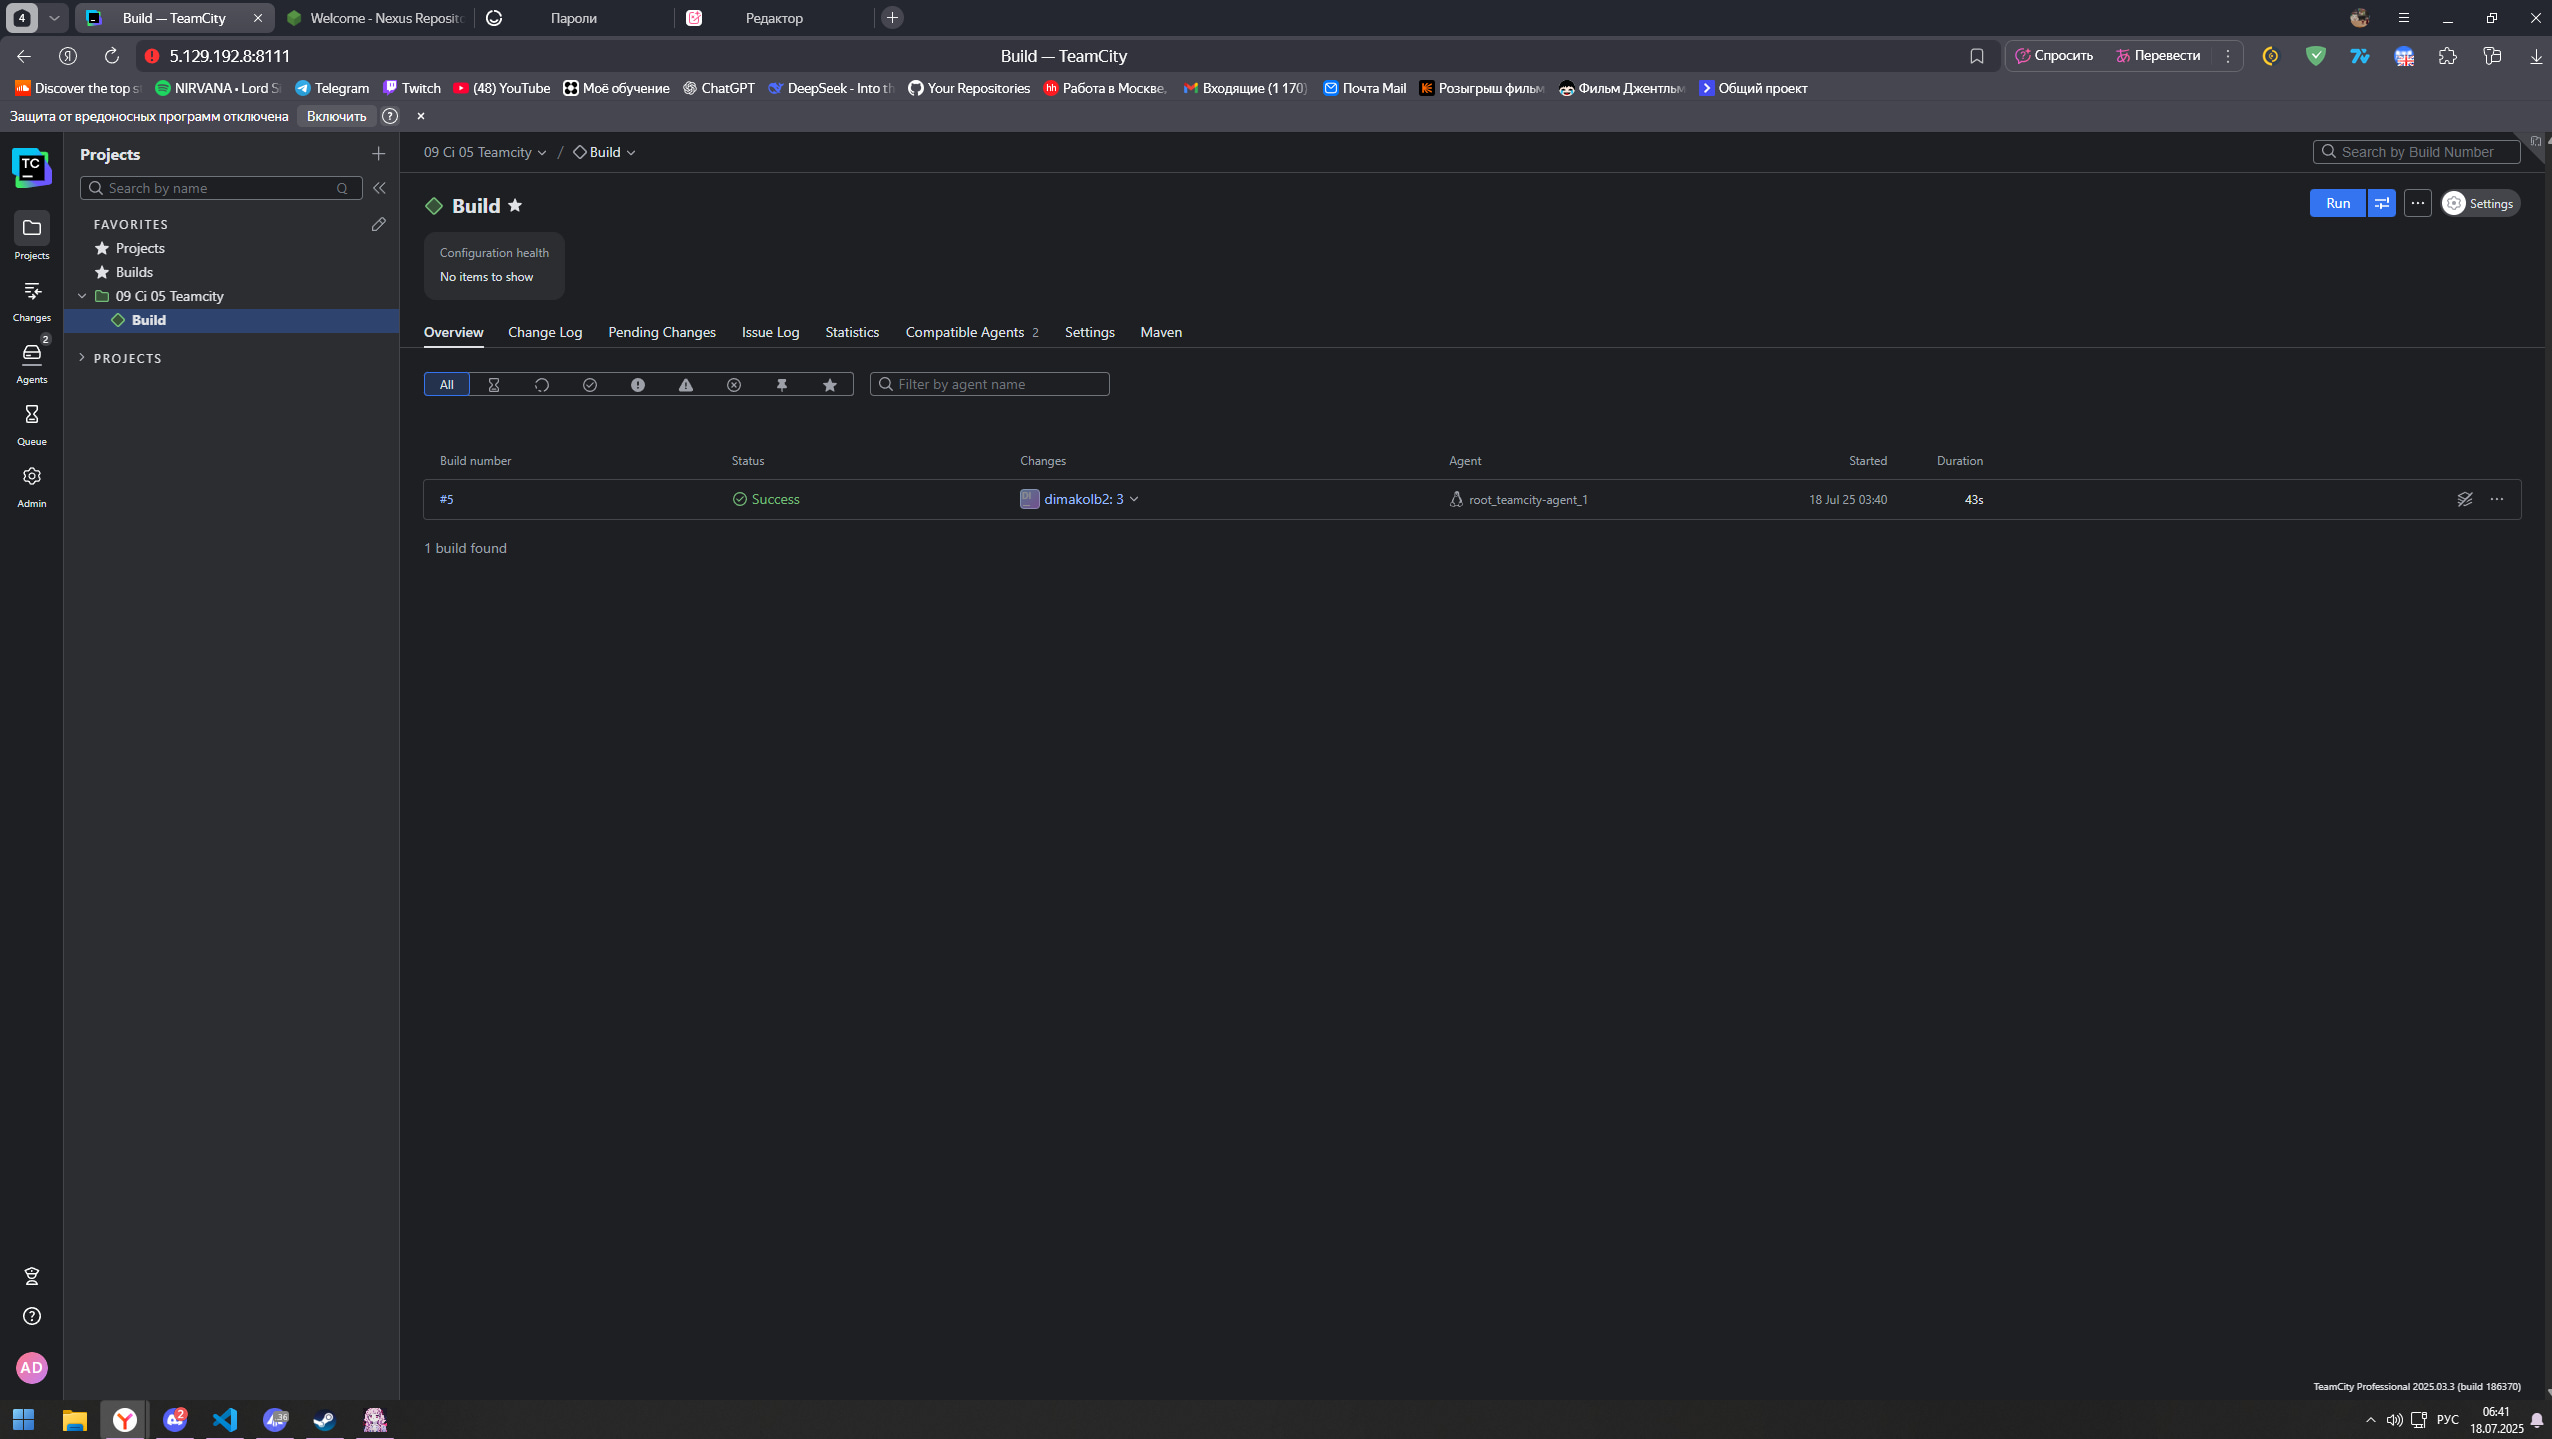 4
Build — TeamCity
Welcome - Nexus Reposito
Пароли
Редактор
5.129.192.8:8111
Build — TeamCity
Спросить
Перевести
Discover the top s
NIRVANA • Lord S
Telegram
Twitch
(48) YouTube
Моё обучение
ChatGPT
DeepSeek - Into th
Your Repositories
Работа в Москве,
Входящие (1 170)
Почта Mail
Розыгрыш фильм
Фильм Джентльм
Общий проект
Защита от вредоносных программ отключена
Включить
TC
Projects
Changes
2
Agents
Queue
Admin
AD
Projects
Search by name
Q
FAVORITES
Projects
Builds
09 Ci 05 Teamcity
Build
PROJECTS
09 Ci 05 Teamcity / Build
Search by Build Number
Build
Run
Settings
Configuration health
No items to show
Overview
Change Log
Pending Changes
Issue Log
Statistics
Compatible Agents 2
Settings
Maven
All
Filter by agent name
Build number
Status
Changes
Agent
Started
Duration
#5
Success
dimakolb2: 3
root_teamcity-agent_1
18 Jul 25 03:40
43s
1 build found
TeamCity Professional 2025.03.3 (build 186370)
2
36
РУС
06:41
18.07.2025